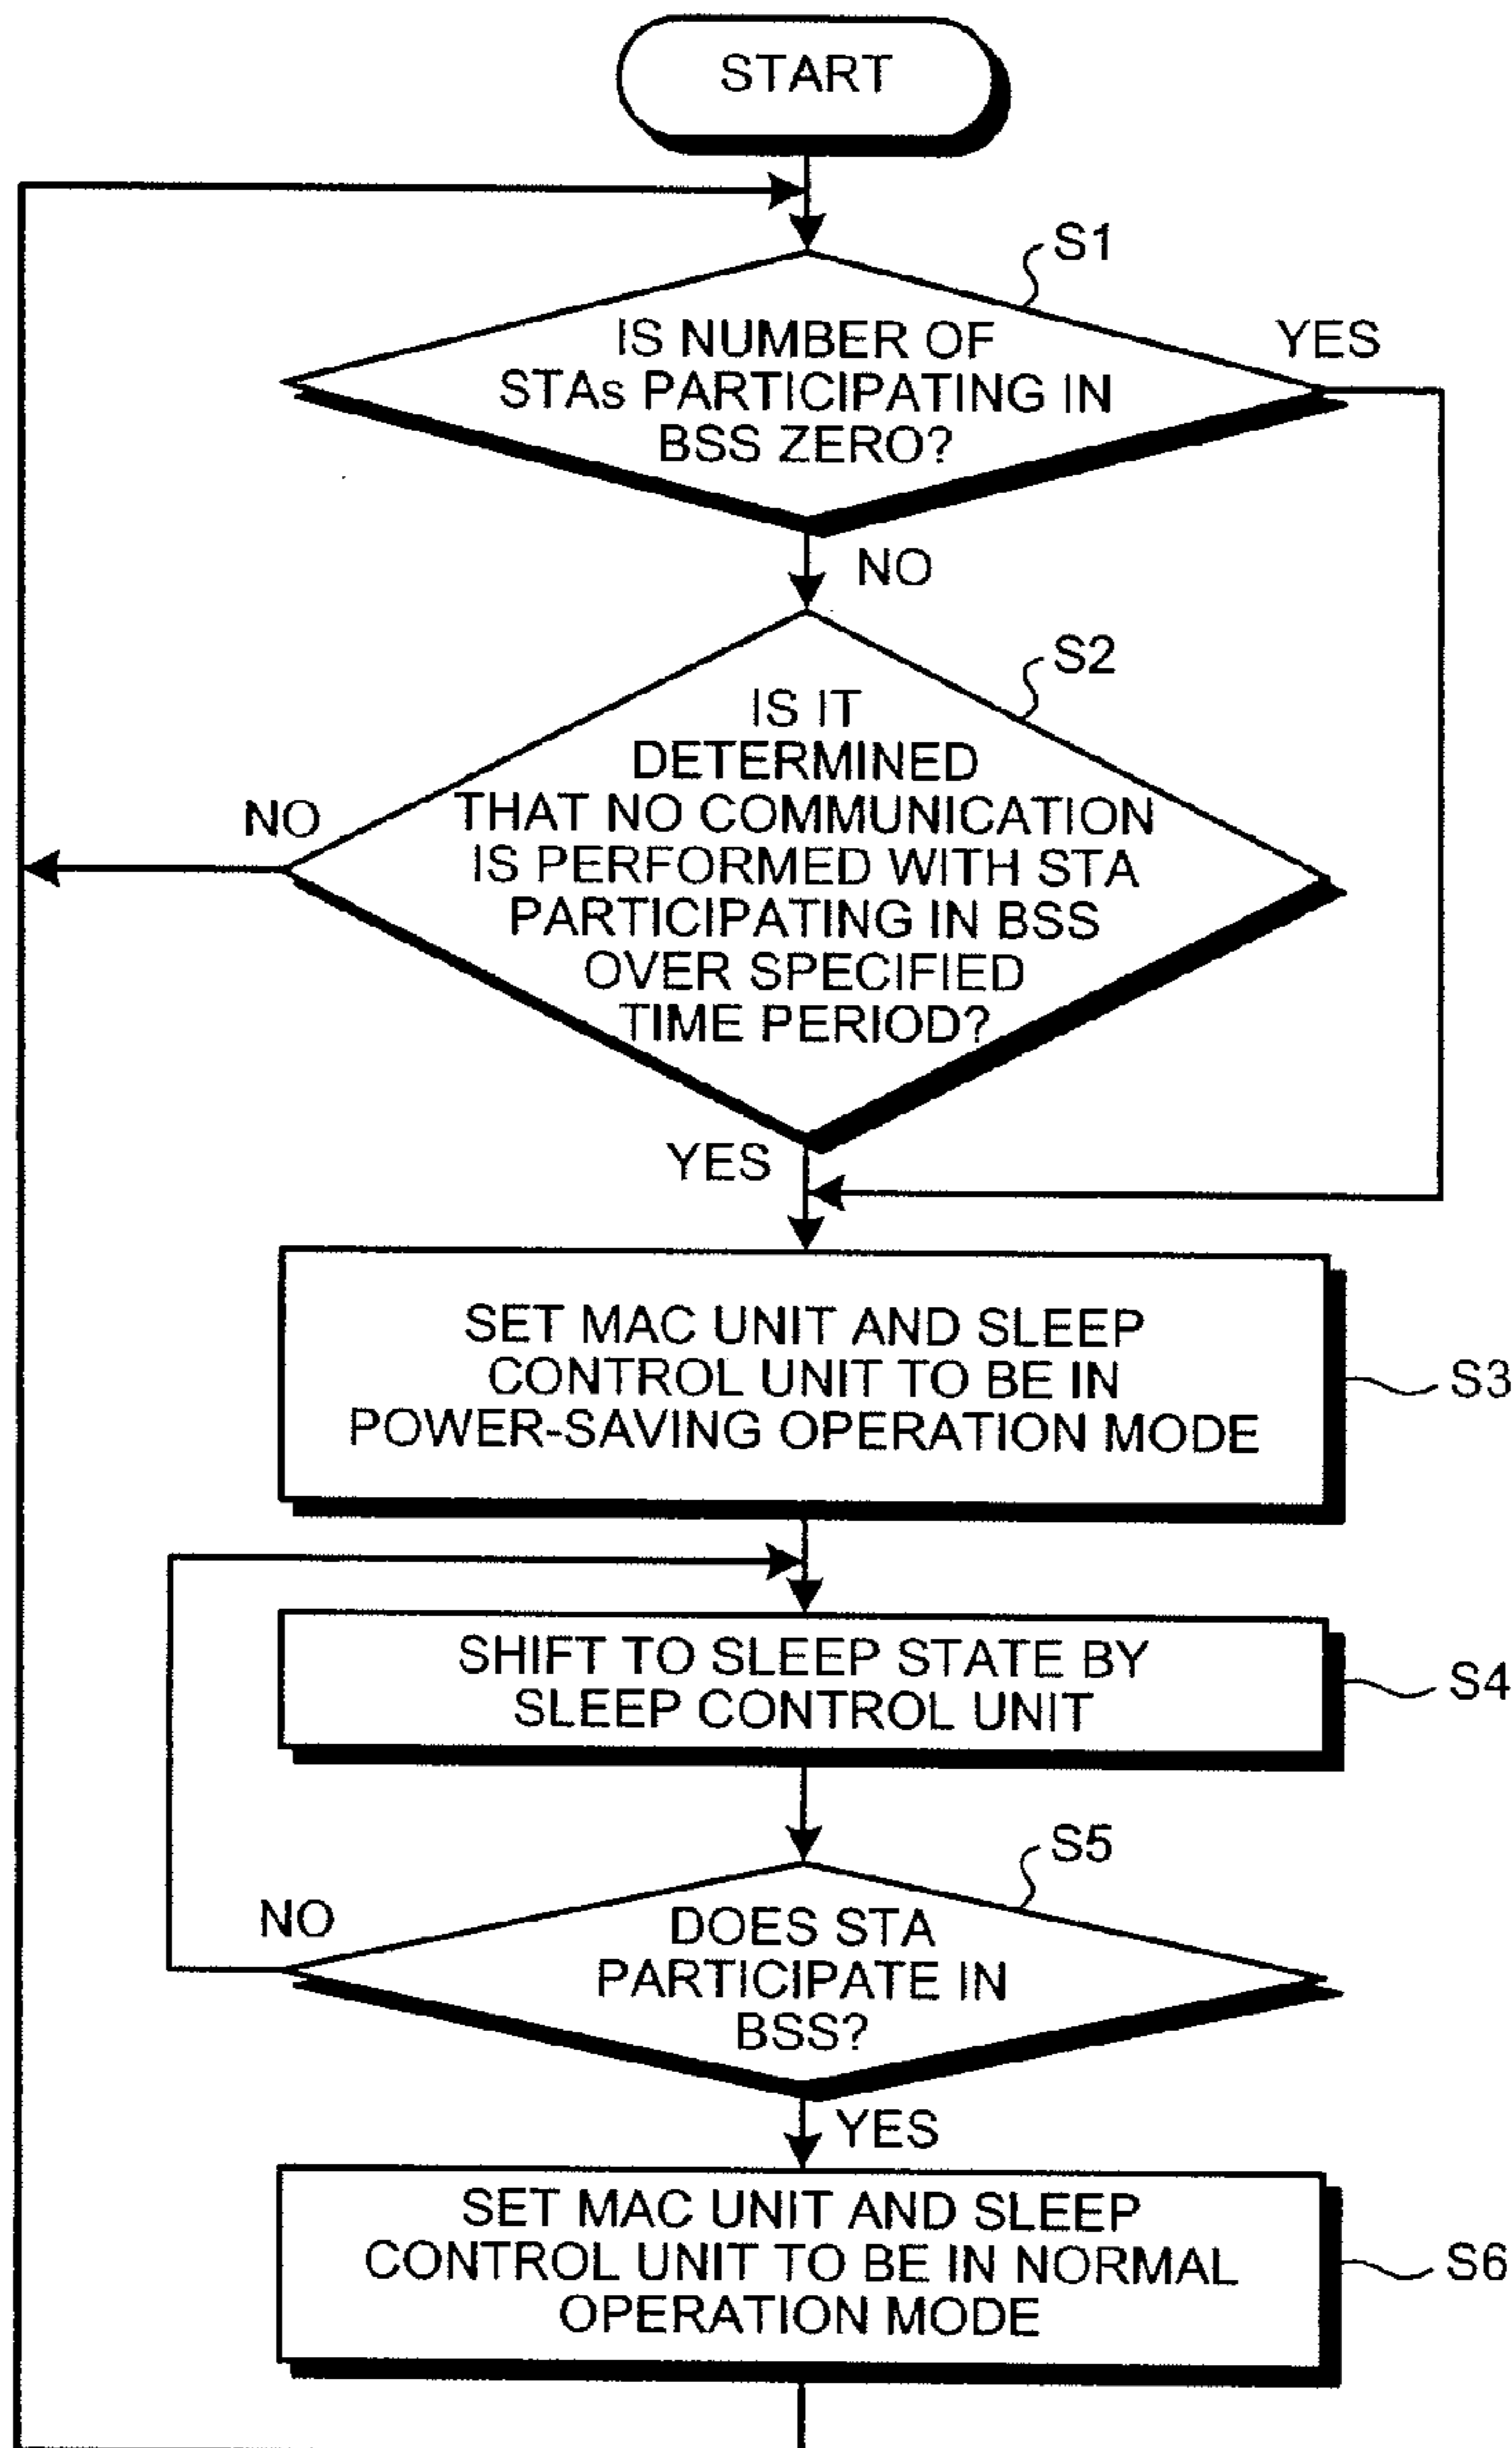 START
S1
IS NUMBER OF
STAs PARTICIPATING IN
BSS ZERO?
YES
NO
S2
IS IT
DETERMINED
THAT NO COMMUNICATION
IS PERFORMED WITH STA
PARTICIPATING IN BSS
OVER SPECIFIED
TIME PERIOD?
NO
YES
SET MAC UNIT AND SLEEP
CONTROL UNIT TO BE IN
POWER-SAVING OPERATION MODE
S3
SHIFT TO SLEEP STATE BY
SLEEP CONTROL UNIT
S4
S5
DOES STA
PARTICIPATE IN
BSS?
NO
YES
SET MAC UNIT AND SLEEP
CONTROL UNIT TO BE IN NORMAL
OPERATION MODE
S6